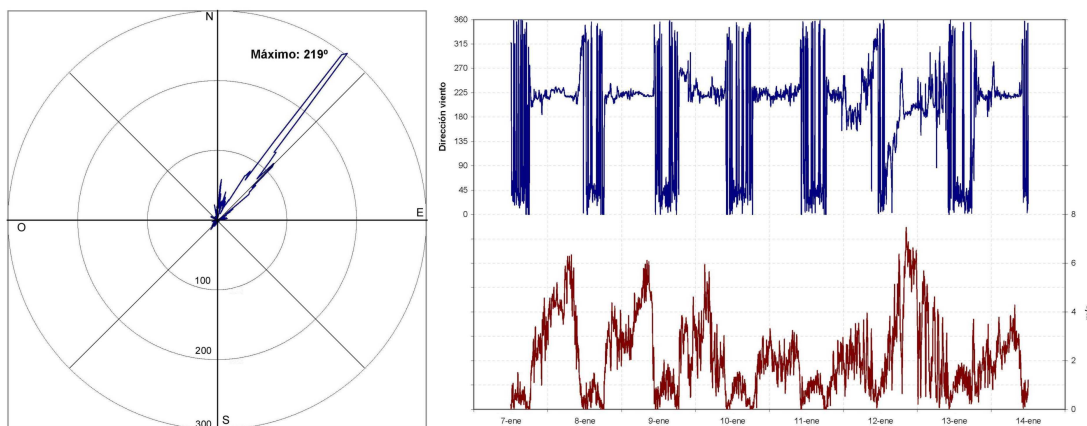 N
Máximo: 219º
E
O
100
200
300
S
Dirección viento
360
315
270
225
180
135
90
45
0
8
6
4
2
0
7-ene
8-ene
9-ene
10-ene
11-ene
12-ene
13-ene
14-ene